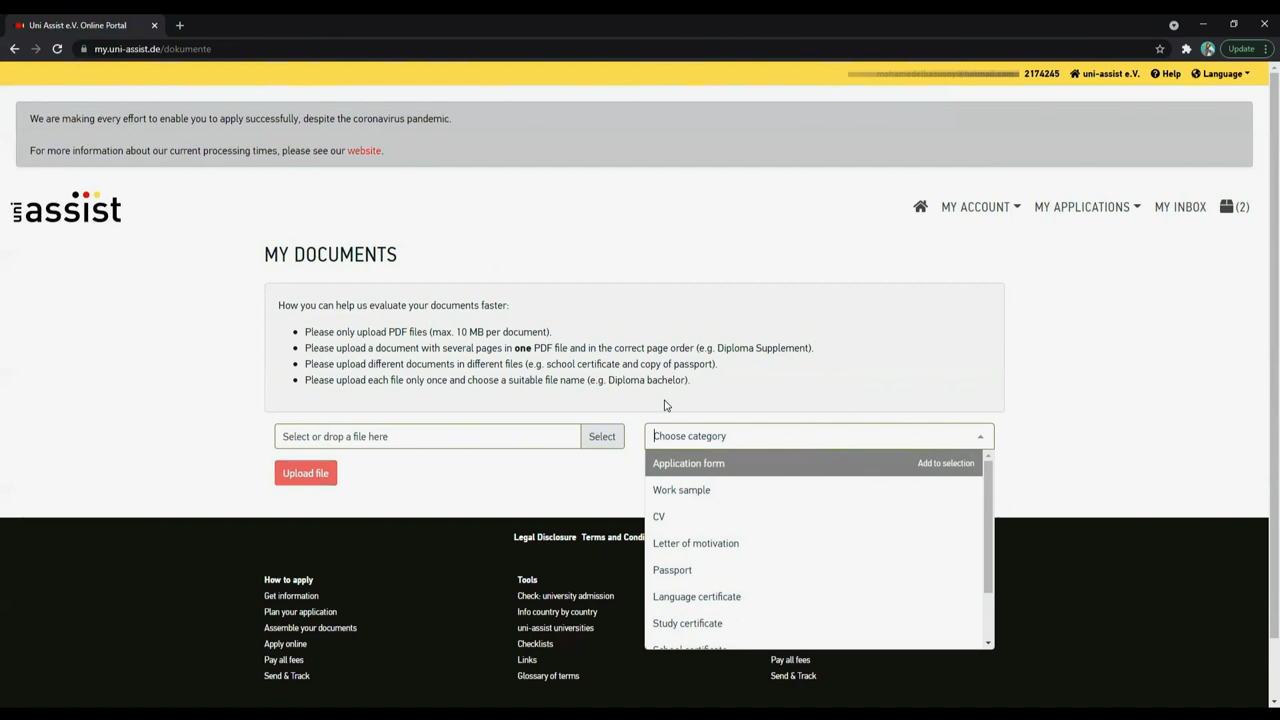 Uni Assist e.V. Online Portal
my.uni-assist.de/dokumente
Update
2174245
uni-assist e.V.
Help
Language
We are making every effort to enable you to apply successfully, despite the coronavirus pandemic.
For more information about our current processing times, please see our website.
uni assist
MY ACCOUNT
MY APPLICATIONS
MY INBOX
(2)
MY DOCUMENTS
How you can help us evaluate your documents faster:
Please only upload PDF files (max. 10 MB per document).
Please upload a document with several pages in one PDF file and in the correct page order (e.g. Diploma Supplement).
Please upload different documents in different files (e.g. school certificate and copy of passport).
Please upload each file only once and choose a suitable file name (e.g. Diploma bachelor).
Select or drop a file here
Select
Choose category
Upload file
Application form
Add to selection
Work sample
CV
Letter of motivation
Passport
Language certificate
Study certificate
School certificate
Legal Disclosure
Terms and Condi
How to apply
Get information
Plan your application
Assemble your documents
Apply online
Pay all fees
Send & Track
Tools
Check: university admission
Info country by country
uni-assist universities
Checklists
Links
Glossary of terms
Pay all fees
Send & Track